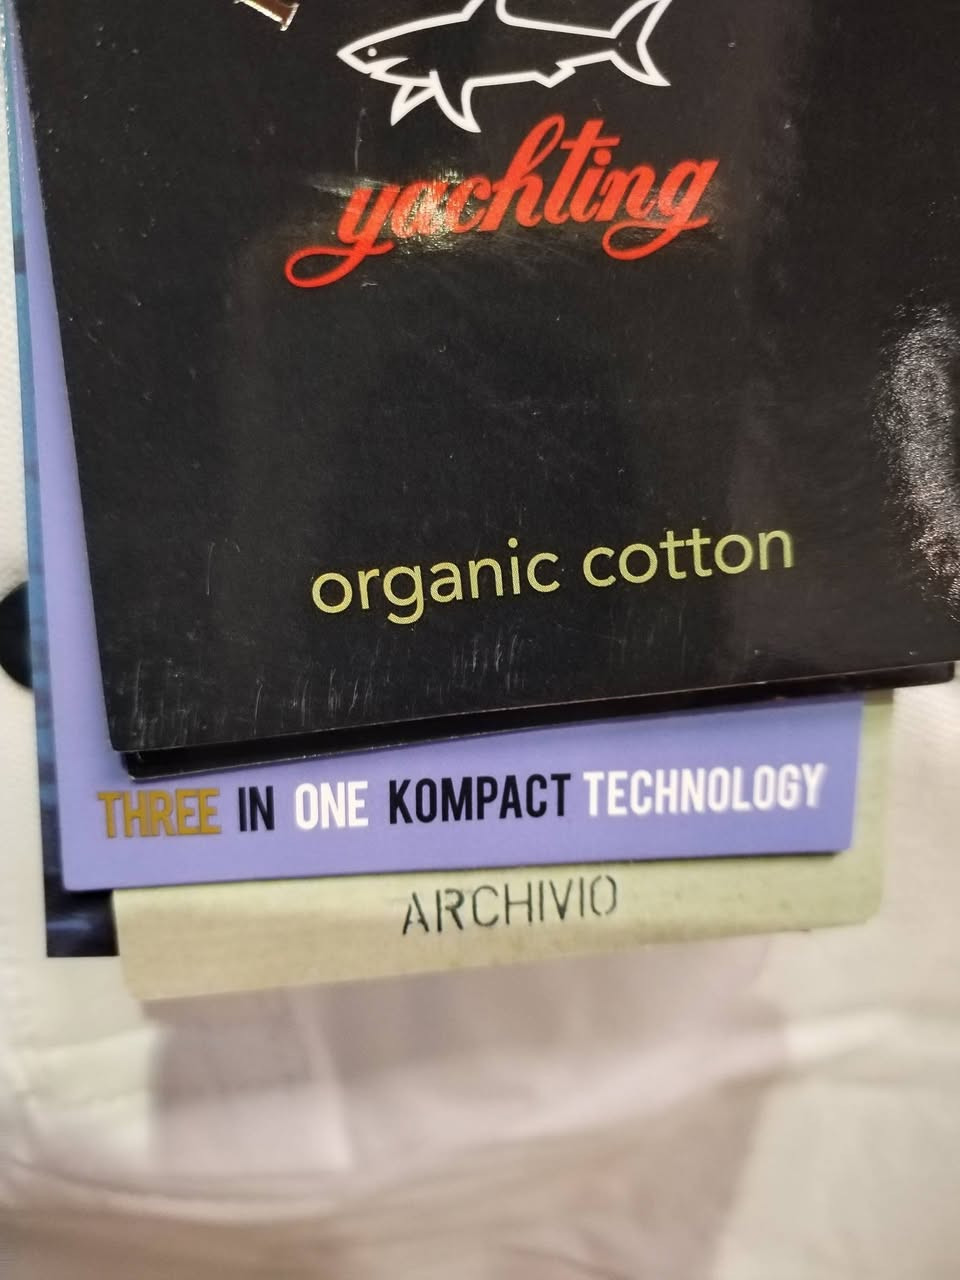 yachting
organic cotton
THREE IN ONE KOMPACT TECHNOLOGY
ARCHIVIO